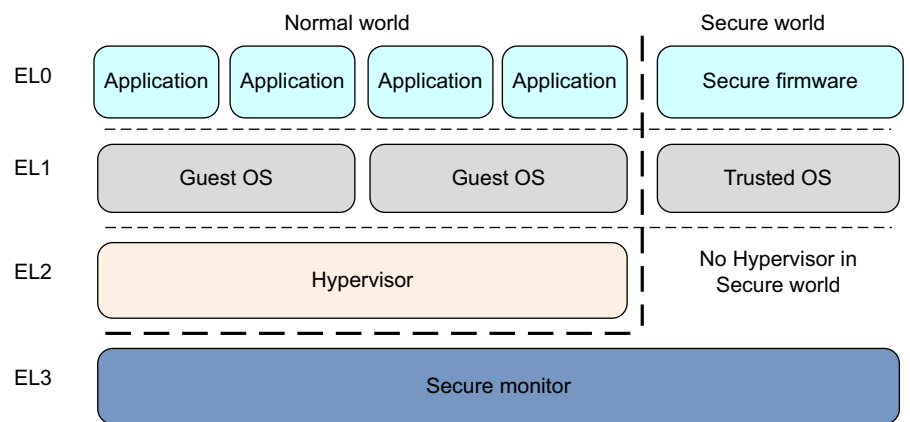 Normal world
Secure world
EL0
Application
Application
Application
Application
Secure firmware
EL1
Guest OS
Guest OS
Trusted OS
EL2
Hypervisor
No Hypervisor in
Secure world
EL3
Secure monitor